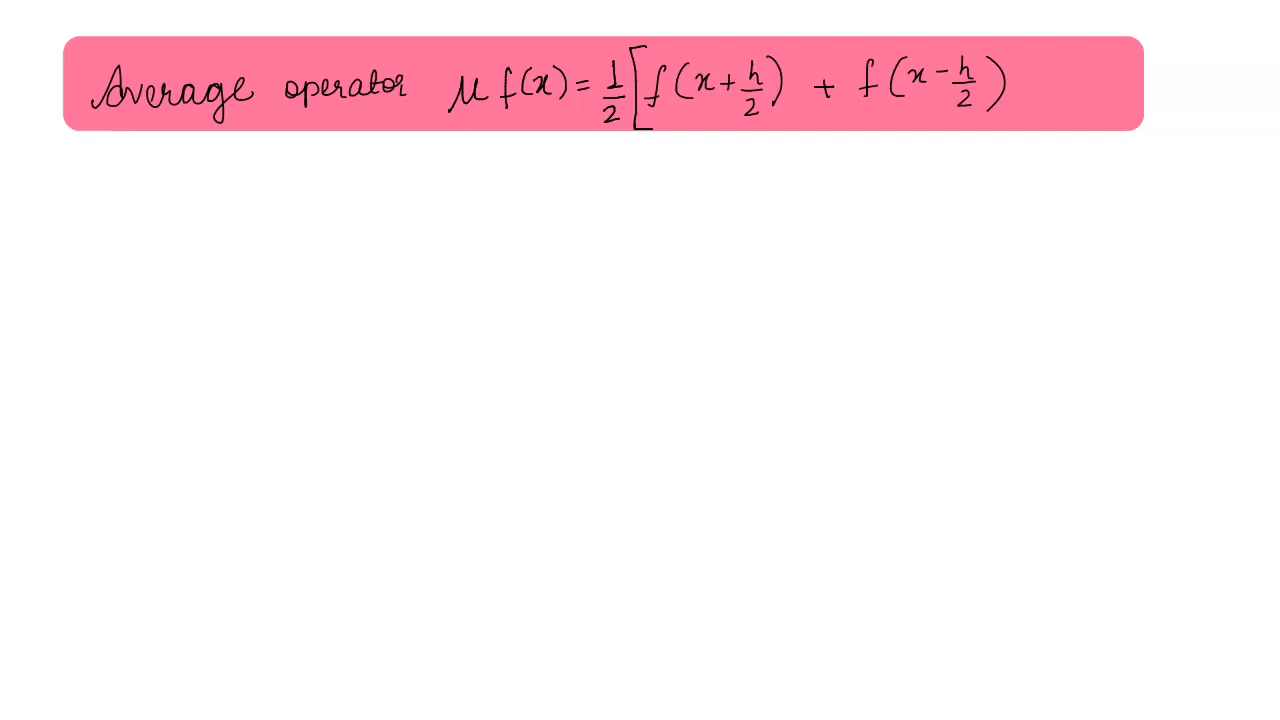 Average operator μ f(x) = 1/2 [ f(x + h/2) + f(x - h/2)